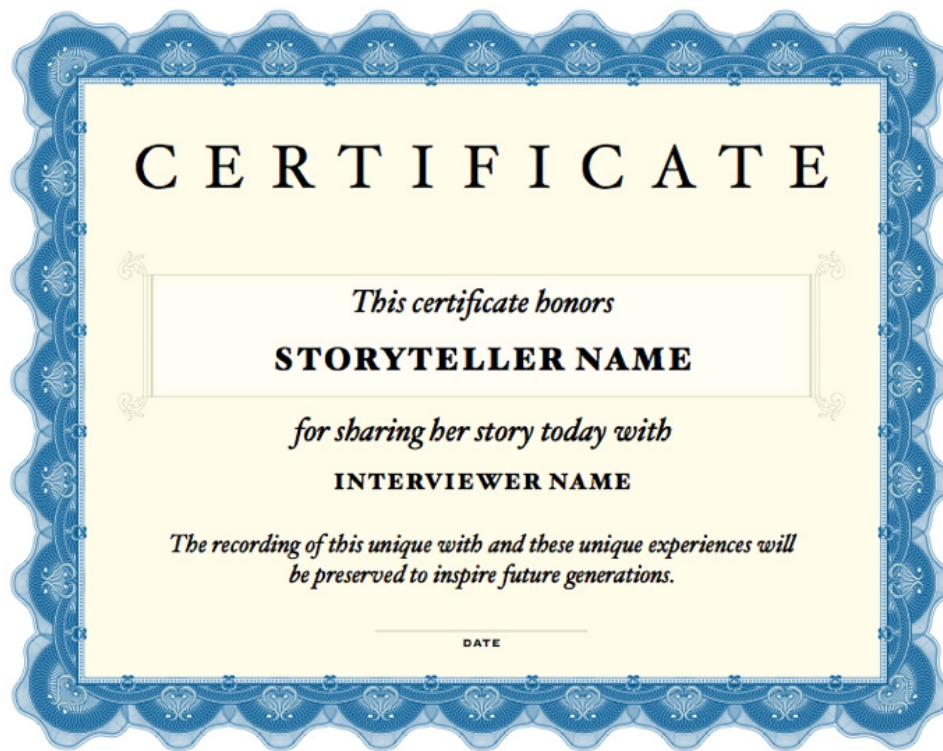 CERTIFICATE
This certificate honors
STORYTELLER NAME
for sharing her story today with
INTERVIEWER NAME
The recording of this unique with and these unique experiences will
be preserved to inspire future generations.
DATE